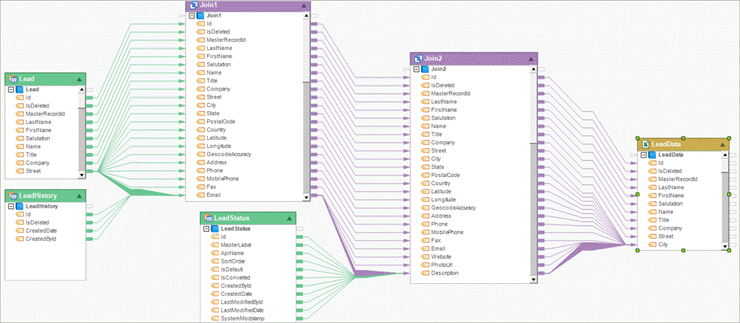 Lead
Lead
Id
IsDeleted
MasterRecordId
LastName
FirstName
Salutation
Name
Title
Company
Street
LeadHistory
LeadHistory
Id
IsDeleted
CreatedDate
CreatedById
Join1
Join1
Id
IsDeleted
MasterRecordId
LastName
FirstName
Salutation
Name
Title
Company
Street
City
State
PostalCode
Country
Latitude
Longitude
GeocodeAccuracy
Address
Phone
MobilePhone
Fax
Email
LeadStatus
LeadStatus
Id
MasterLabel
ApiName
SortOrder
IsDefault
IsConverted
CreatedById
CreatedDate
LastModifiedById
LastModifiedDate
SystemModstamp
Join2
Join2
Id
IsDeleted
MasterRecordId
LastName
FirstName
Salutation
Name
Title
Company
Street
City
State
PostalCode
Country
Latitude
Longitude
GeocodeAccuracy
Address
Phone
MobilePhone
Fax
Email
Website
PhotoUrl
Description
LeadData
LeadData
Id
IsDeleted
MasterRecordId
LastName
FirstName
Salutation
Name
Title
Company
Street
City